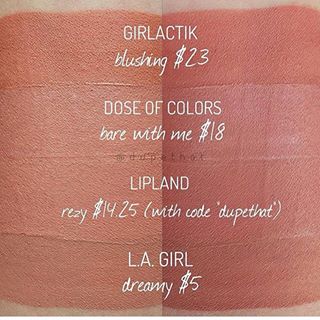 GIRLACTIK
blushing $23
DOSE OF COLORS
bare with me $18
@dupethat
LIPLAND
rezy $14.25 (with code "dupethat")
L.A. GIRL
dreamy $5